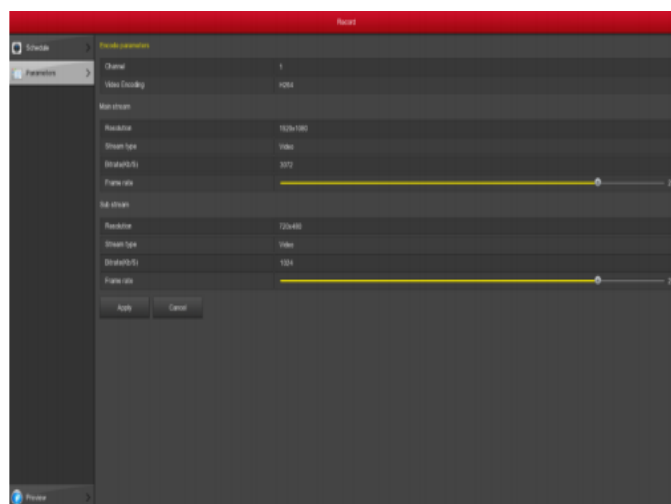 Record
Schedule
Parameters
Encode parameters
Channel 1
Video Encoding H264
Main stream
Resolution 1920x1080
Stream type Video
Bitrate(Kb/S) 3072
Frame rate
Sub stream
Resolution 720x480
Stream type Video
Bitrate(Kb/S) 1024
Frame rate
Apply Cancel
Preview